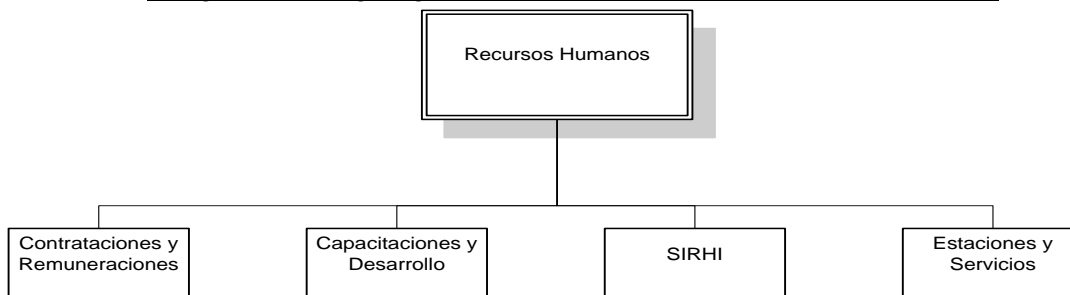 Recursos Humanos
Contrataciones y
Remuneraciones
Capacitaciones y
Desarrollo
SIRHI
Estaciones y
Servicios